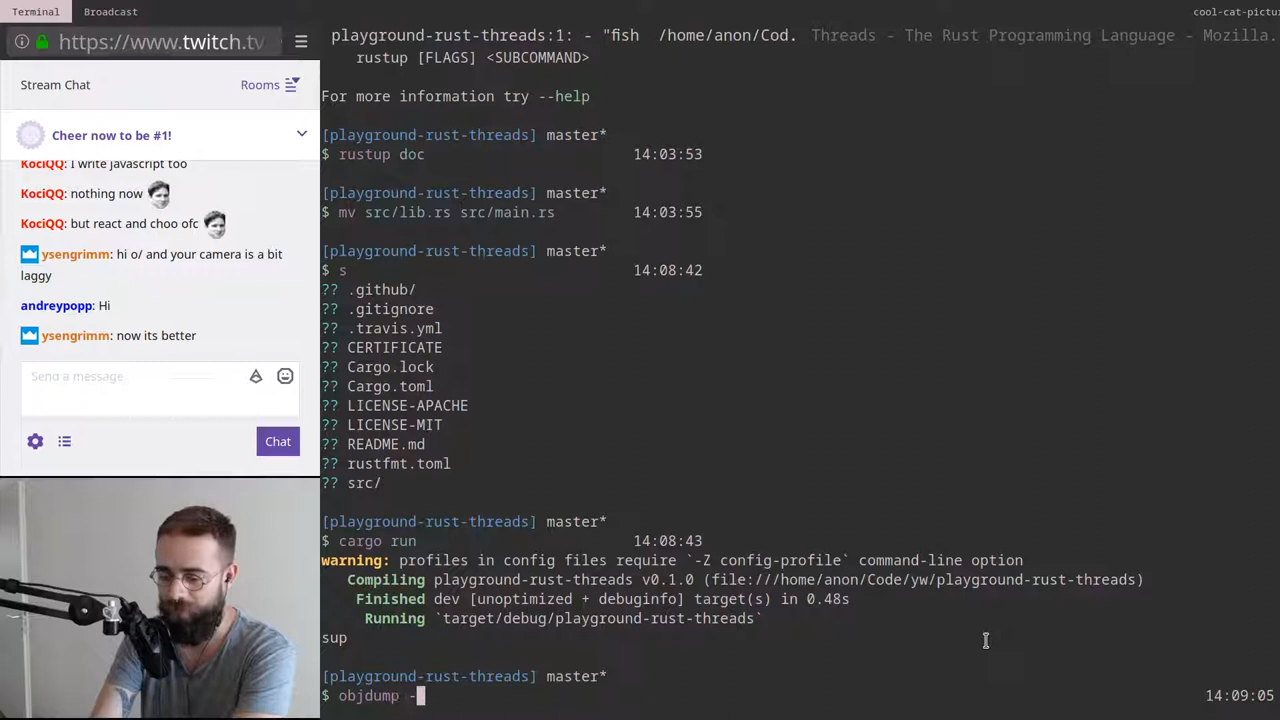 Terminal
Broadcast
cool-cat-pictu
https://www.twitch.tv
Stream Chat
Rooms
Cheer now to be #1!
KociQQ: I write javascript too
KociQQ: nothing now
KociQQ: but react and choo ofc
ysengrimm: hi o/ and your camera is a bit
laggy
andreypopp: Hi
ysengrimm: now its better
Send a message
Chat
playground-rust-threads:1: - "fish /home/anon/Cod.
Threads - The Rust Programming Language - Mozilla.
rustup [FLAGS] <SUBCOMMAND>
For more information try --help
[playground-rust-threads] master*
$ rustup doc 14:03:53
[playground-rust-threads] master*
$ mv src/lib.rs src/main.rs 14:03:55
[playground-rust-threads] master*
$ s 14:08:42
?? .github/
?? .gitignore
?? .travis.yml
?? CERTIFICATE
?? Cargo.lock
?? Cargo.toml
?? LICENSE-APACHE
?? LICENSE-MIT
?? README.md
?? rustfmt.toml
?? src/
[playground-rust-threads] master*
$ cargo run 14:08:43
warning: profiles in config files require `-Z config-profile` command-line option
Compiling playground-rust-threads v0.1.0 (file:///home/anon/Code/yw/playground-rust-threads)
Finished dev [unoptimized + debuginfo] target(s) in 0.48s
Running `target/debug/playground-rust-threads`
sup
[playground-rust-threads] master*
$ objdump - 14:09:05